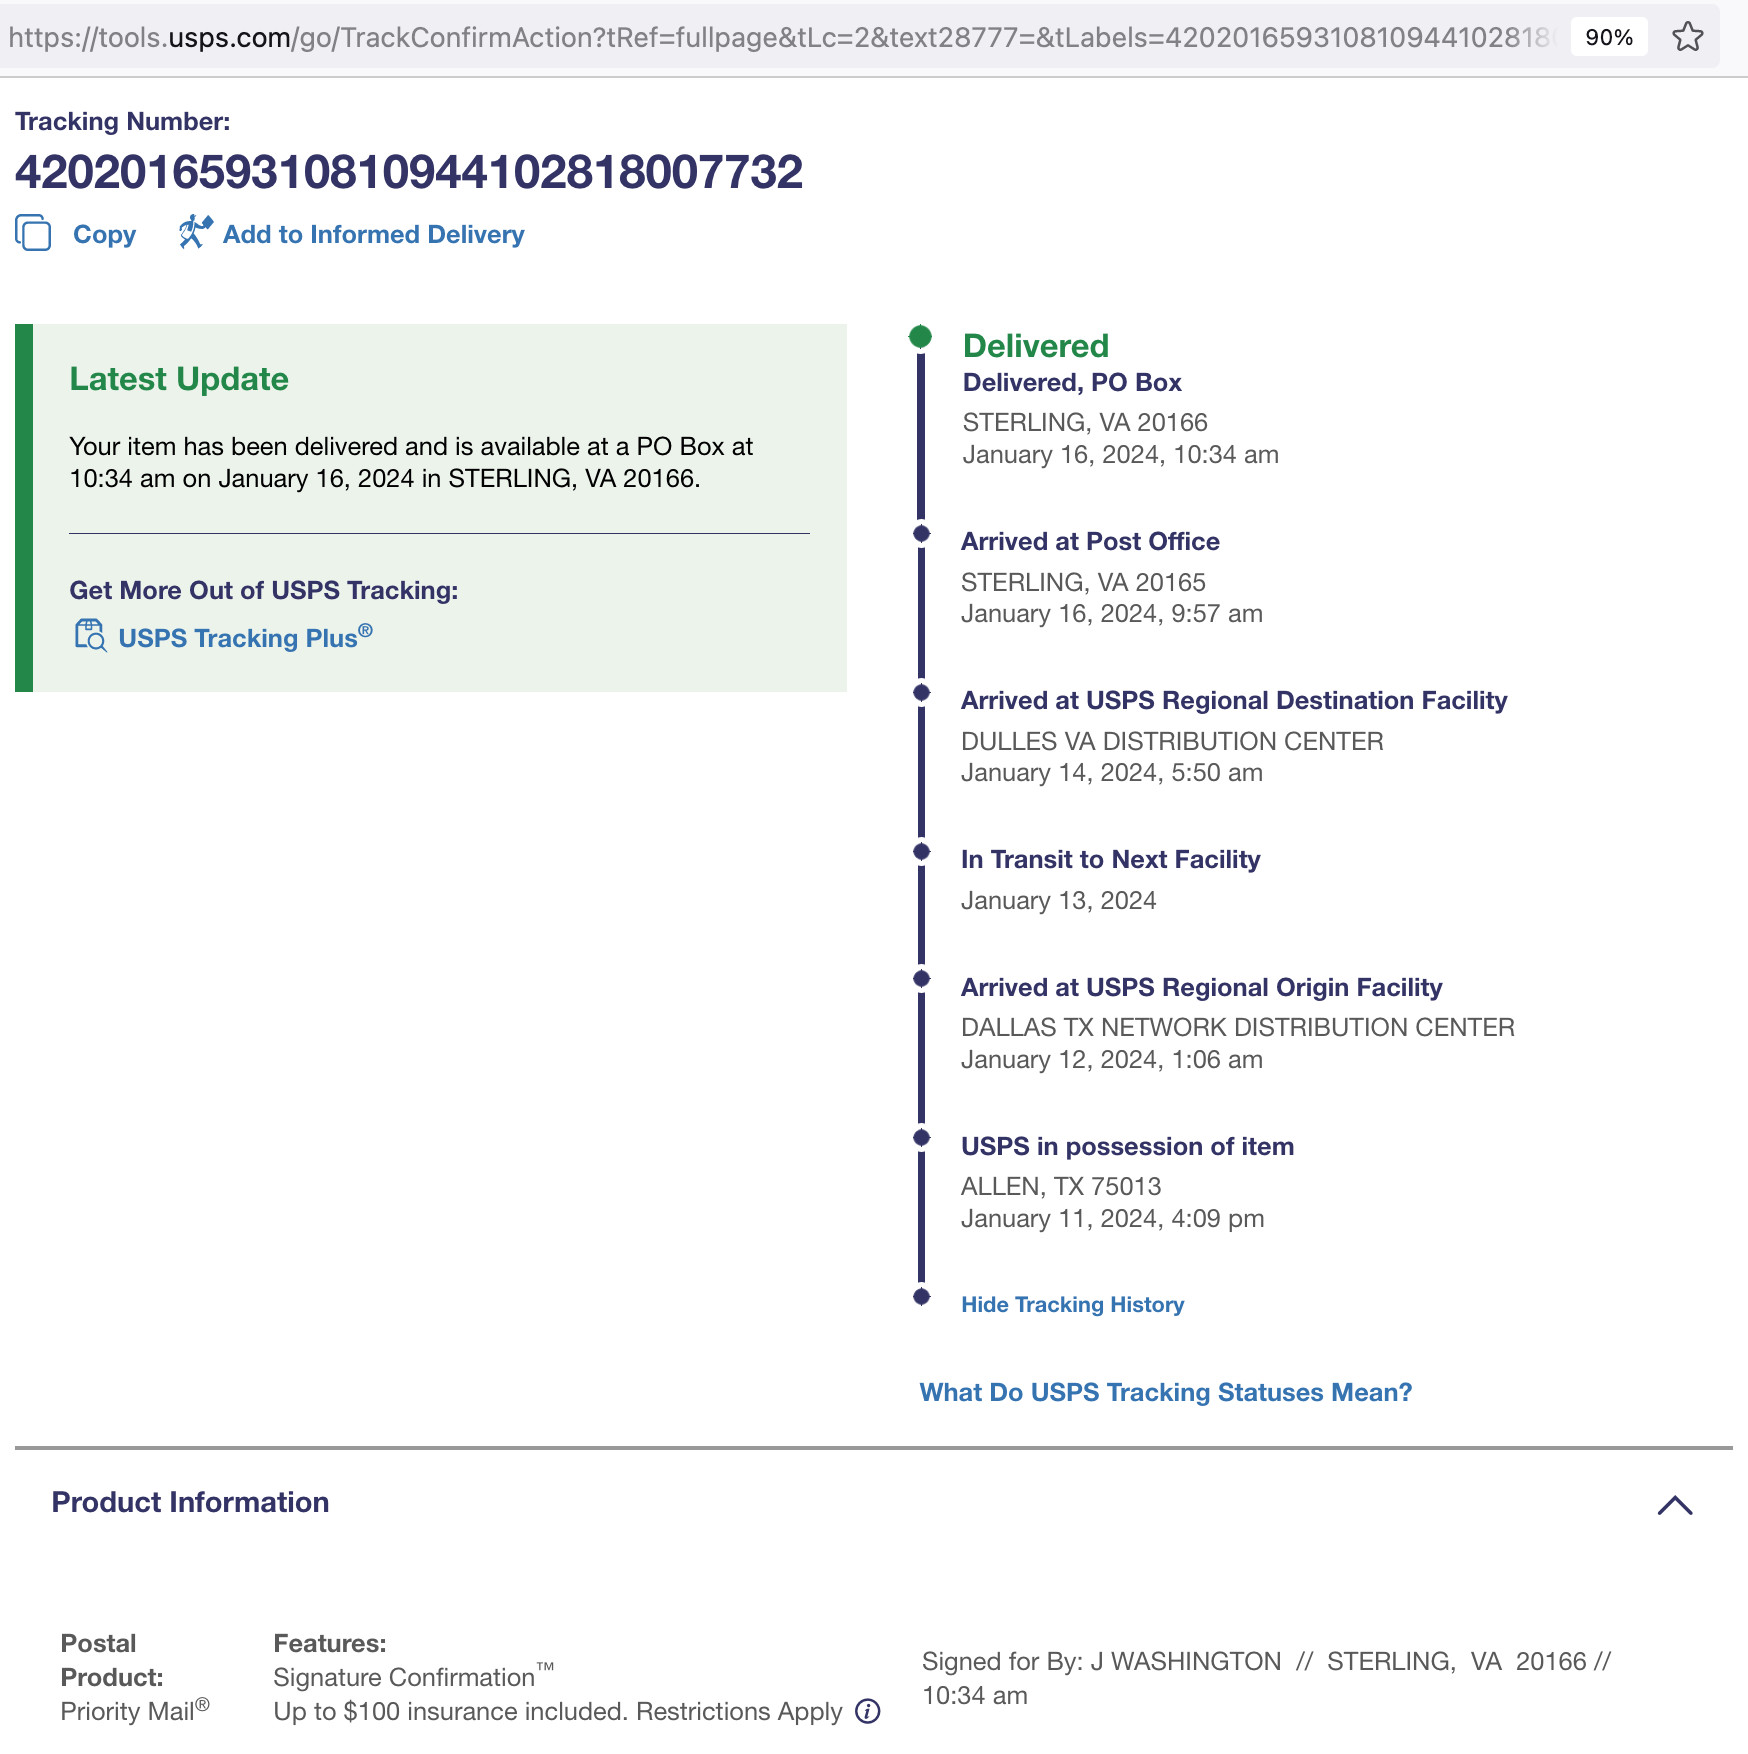 https://tools.usps.com/go/TrackConfirmAction?tRef=fullpage&tLc=2&text28777=&tLabels=4202016593108109441028180
90%
Tracking Number:
420201659310810944102818007732
Copy
Add to Informed Delivery
Latest Update
Your item has been delivered and is available at a PO Box at
10:34 am on January 16, 2024 in STERLING, VA 20166.
Get More Out of USPS Tracking:
USPS Tracking Plus®
Delivered
Delivered, PO Box
STERLING, VA 20166
January 16, 2024, 10:34 am
Arrived at Post Office
STERLING, VA 20165
January 16, 2024, 9:57 am
Arrived at USPS Regional Destination Facility
DULLES VA DISTRIBUTION CENTER
January 14, 2024, 5:50 am
In Transit to Next Facility
January 13, 2024
Arrived at USPS Regional Origin Facility
DALLAS TX NETWORK DISTRIBUTION CENTER
January 12, 2024, 1:06 am
USPS in possession of item
ALLEN, TX 75013
January 11, 2024, 4:09 pm
Hide Tracking History
What Do USPS Tracking Statuses Mean?
Product Information
Postal
Product:
Priority Mail®
Features:
Signature Confirmation™
Up to $100 insurance included. Restrictions Apply
Signed for By: J WASHINGTON // STERLING, VA 20166 //
10:34 am